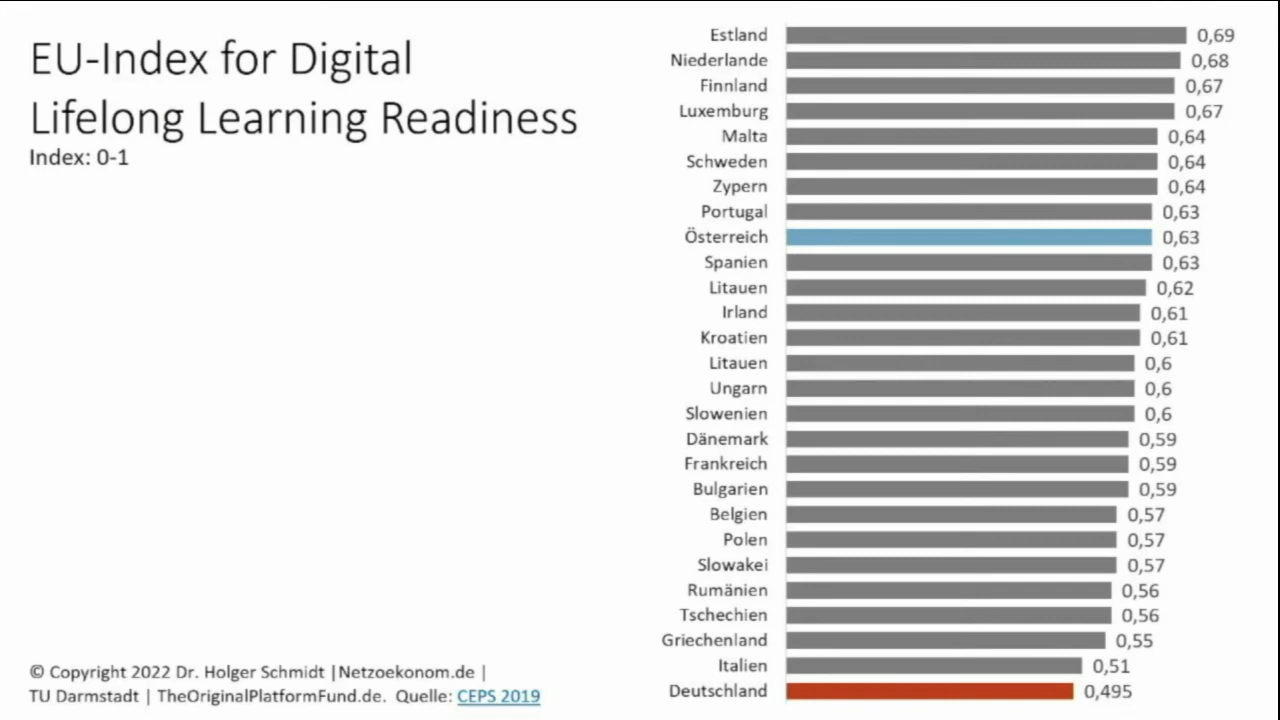 EU-Index for Digital
Lifelong Learning Readiness
Index: 0-1
Estland 0,69
Niederlande 0,68
Finnland 0,67
Luxemburg 0,67
Malta 0,64
Schweden 0,64
Zypern 0,64
Portugal 0,63
Österreich 0,63
Spanien 0,63
Litauen 0,62
Irland 0,61
Kroatien 0,61
Litauen 0,6
Ungarn 0,6
Slowenien 0,6
Dänemark 0,59
Frankreich 0,59
Bulgarien 0,59
Belgien 0,57
Polen 0,57
Slowakei 0,57
Rumänien 0,56
Tschechien 0,56
Griechenland 0,55
Italien 0,51
Deutschland 0,495
© Copyright 2022 Dr. Holger Schmidt |Netzoekonom.de |
TU Darmstadt | TheOriginalPlatformFund.de. Quelle: CEPS 2019